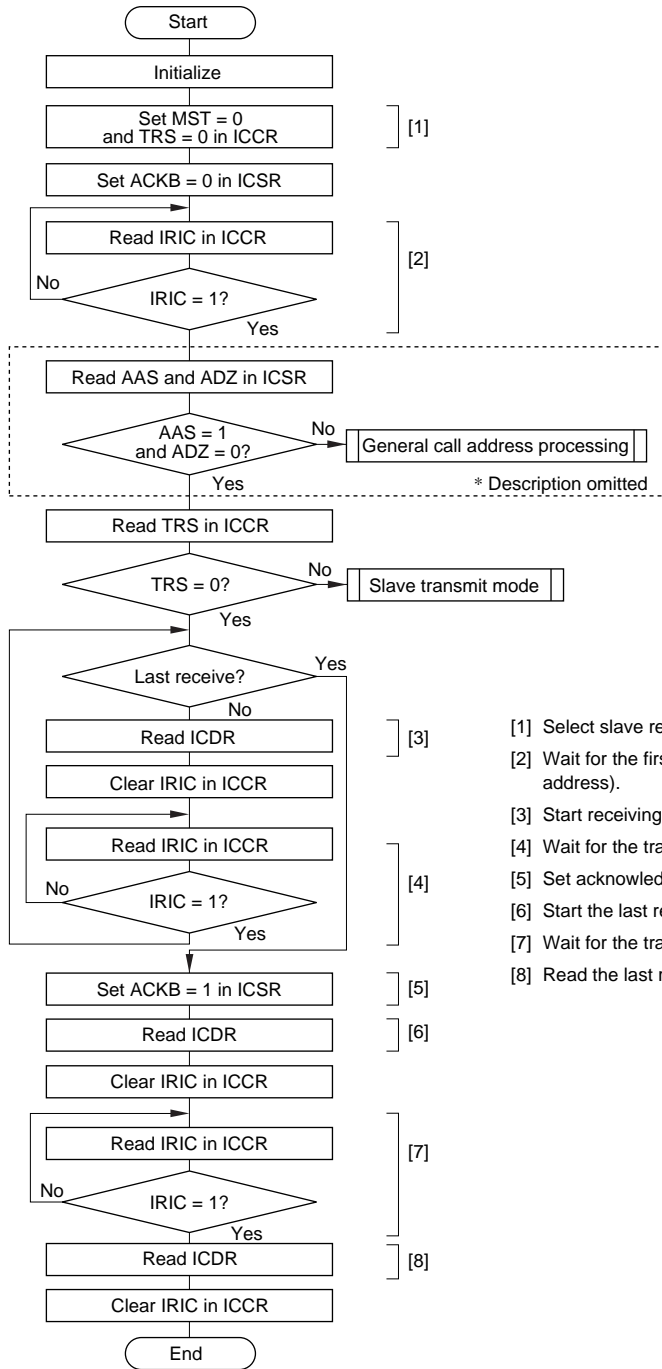 Start
Initialize
Set MST = 0
and TRS = 0 in ICCR
[1]
Set ACKB = 0 in ICSR
Read IRIC in ICCR
[2]
No
IRIC = 1?
Yes
Read AAS and ADZ in ICSR
AAS = 1
and ADZ = 0?
No
General call address processing
Yes
* Description omitted
Read TRS in ICCR
TRS = 0?
No
Slave transmit mode
Yes
Last receive?
Yes
No
Read ICDR
[3]
Clear IRIC in ICCR
Read IRIC in ICCR
[4]
No
IRIC = 1?
Yes
Set ACKB = 1 in ICSR
[5]
Read ICDR
[6]
Clear IRIC in ICCR
Read IRIC in ICCR
[7]
No
IRIC = 1?
Yes
Read ICDR
[8]
Clear IRIC in ICCR
End
[1] Select slave
[2] Wait for the
address).
[3] Start receiving
[4] Wait for the
[5] Set
[6] Start the last
[7] Wait for the
[8] Read the last